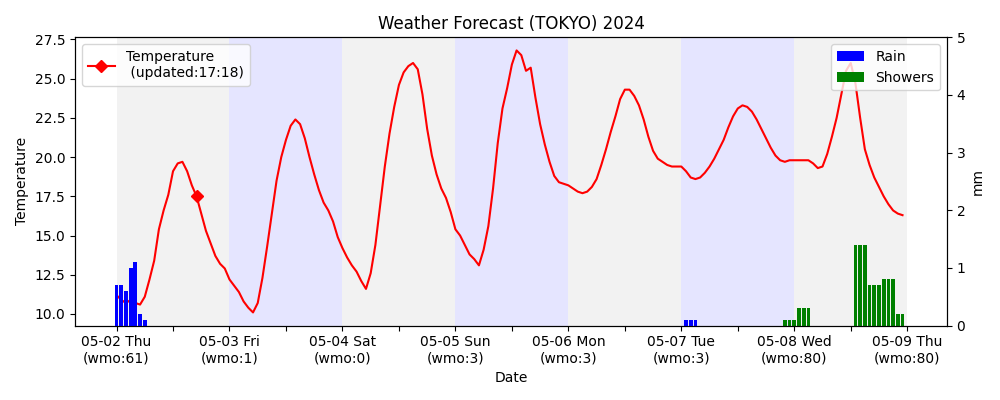 Weather Forecast (TOKYO) 2024
27.5
25.0
22.5
20.0
17.5
15.0
12.5
10.0
Temperature
Temperature
(updated:17:18)
Rain
Showers
5
4
3
2
1
0
mm
05-02 Thu
(wmo:61)
05-03 Fri
(wmo:1)
05-04 Sat
(wmo:0)
05-05 Sun
(wmo:3)
05-06 Mon
(wmo:3)
05-07 Tue
(wmo:3)
05-08 Wed
(wmo:80)
05-09 Thu
(wmo:80)
Date